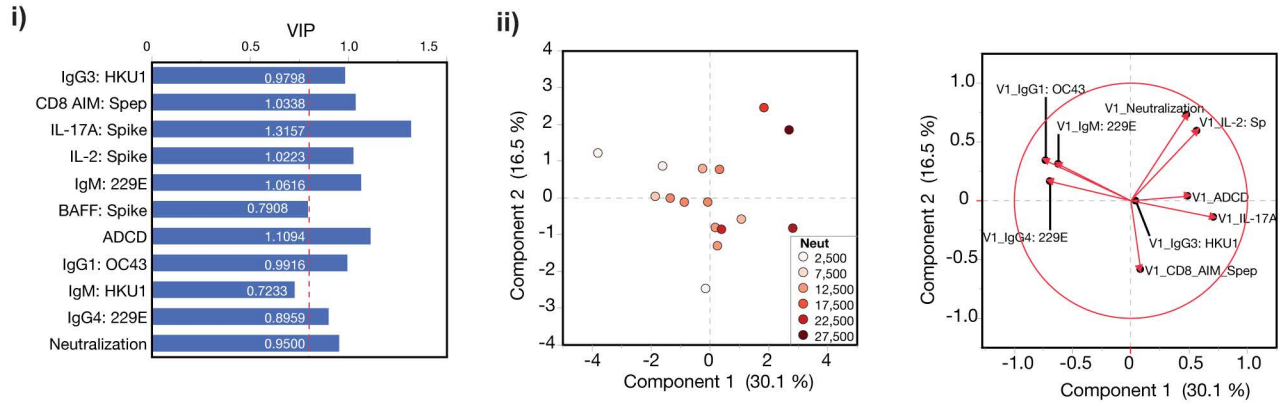 i)
VIP
0 0.5 1.0 1.5
IgG3: HKU1 0.9798
CD8 AIM: Spep 1.0338
IL-17A: Spike 1.3157
IL-2: Spike 1.0223
IgM: 229E 1.0616
BAFF: Spike 0.7908
ADCD 1.1094
IgG1: OC43 0.9916
IgM: HKU1 0.7233
IgG4: 229E 0.8959
Neutralization 0.9500
ii)
Component 2 (16.5 %)
4
3
2
1
0
-1
-2
-3
-4
-4 -2 0 2 4
Component 1 (30.1 %)
Neut
2,500
7,500
12,500
17,500
22,500
27,500
Component 2 (16.5 %)
1.0
0.5
0
-0.5
-1.0
-1.0 -0.5 0 0.5 1.0
Component 1 (30.1 %)
V1_IgG1: OC43
V1_Neutralization
V1_IL-2: Sp
V1_IgM: 229E
V1_ADCD
V1_IL-17A
V1_IgG4: 229E
V1_IgG3: HKU1
V1_CD8_AIM_Spep